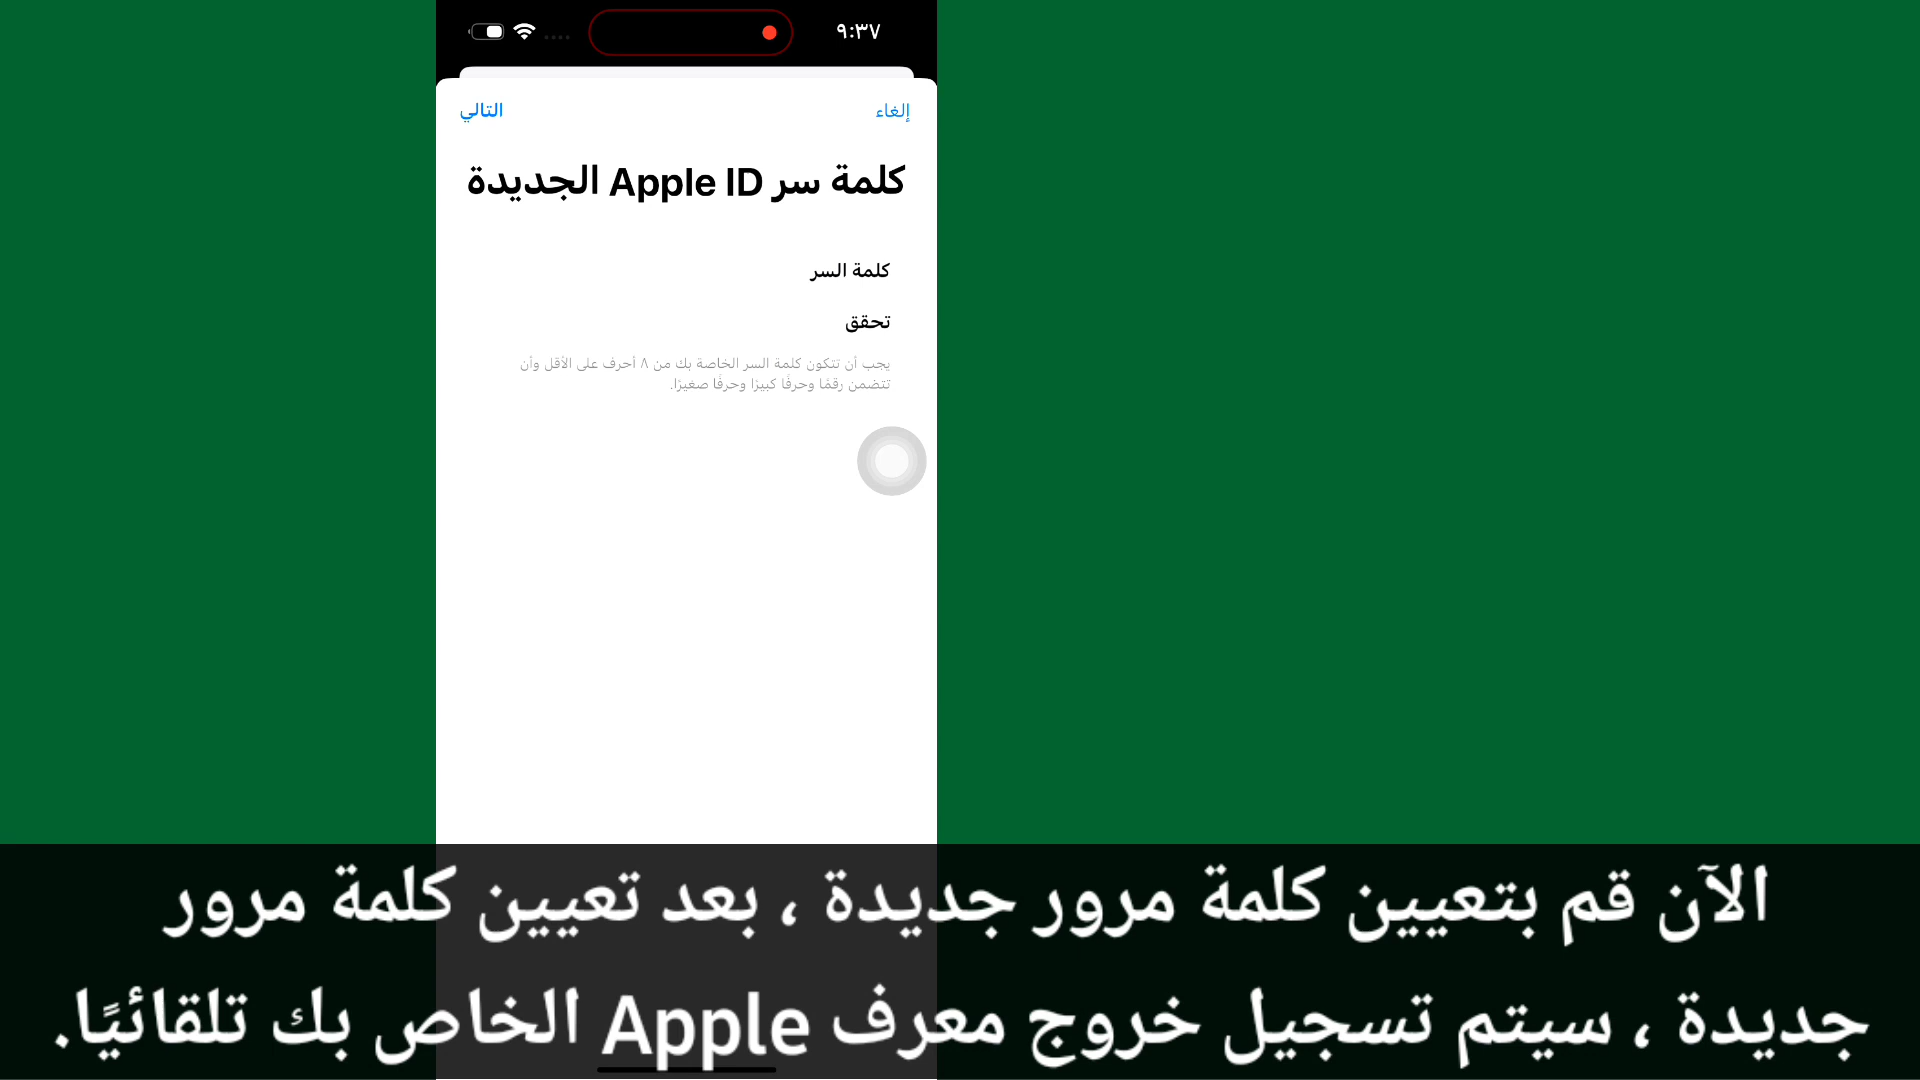 ٩:٣٧
إلغاء
التالي
كلمة سر Apple ID الجديدة
كلمة السر
تحقق
يجب أن تتكون كلمة السر الخاصة بك من ٨ أحرف على الأقل وأن
تتضمن رقمًا وحرفًا كبيرًا وحرفًا صغيرًا.
الآن قم بتعيين كلمة مرور جديدة ، بعد تعيين كلمة مرور
جديدة ، سيتم تسجيل خروج معرف Apple الخاص بك تلقائيًا.